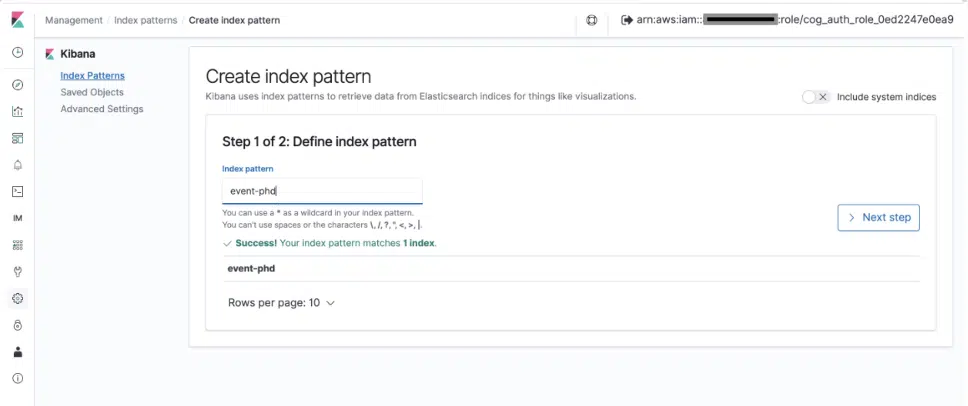 Management / Index patterns / Create index pattern
arn:aws:iam:: :role/cog_auth_role_0ed2247e0ea9
Kibana
Index Patterns
Saved Objects
Advanced Settings
IM
Create index pattern
Kibana uses index patterns to retrieve data from Elasticsearch indices for things like visualizations.
Include system indices
Step 1 of 2: Define index pattern
Index pattern
event-phd
You can use a * as a wildcard in your index pattern.
You can't use spaces or the characters \, /, ?, ", <, >, |.
Next step
Success! Your index pattern matches 1 index.
event-phd
Rows per page: 10